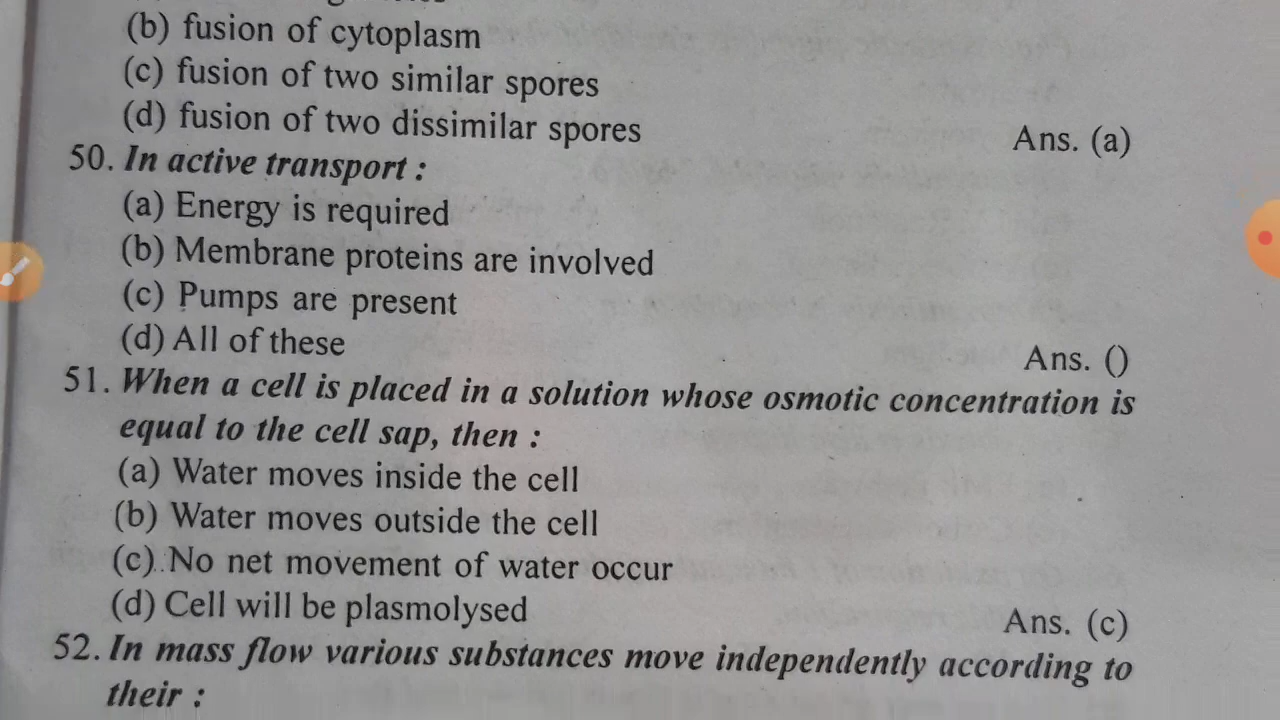 (b) fusion of cytoplasm
(c) fusion of two similar spores
(d) fusion of two dissimilar spores Ans. (a)
50. In active transport :
(a) Energy is required
(b) Membrane proteins are involved
(c) Pumps are present
(d) All of these Ans. ()
51. When a cell is placed in a solution whose osmotic concentration is
equal to the cell sap, then :
(a) Water moves inside the cell
(b) Water moves outside the cell
(c) No net movement of water occur
(d) Cell will be plasmolysed Ans. (c)
52. In mass flow various substances move independently according to
their :